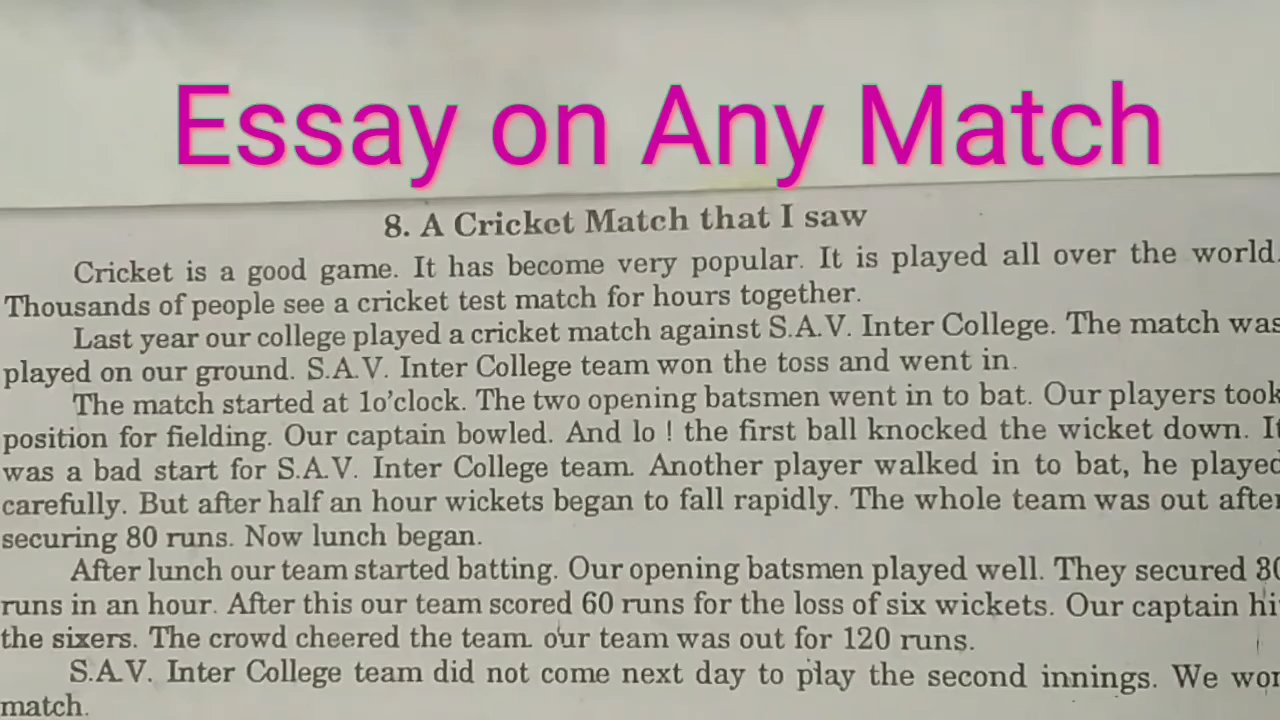 Essay on Any Match
8. A Cricket Match that I saw
Cricket is a good game. It has become very popular. It is played all over the world.
Thousands of people see a cricket test match for hours together.
Last year our college played a cricket match against S.A.V. Inter College. The match was
played on our ground. S.A.V. Inter College team won the toss and went in.
The match started at 1o'clock. The two opening batsmen went in to bat. Our players took
position for fielding. Our captain bowled. And lo ! the first ball knocked the wicket down. It
was a bad start for S.A.V. Inter College team. Another player walked in to bat, he played
carefully. But after half an hour wickets began to fall rapidly. The whole team was out after
securing 80 runs. Now lunch began.
After lunch our team started batting. Our opening batsmen played well. They secured
runs in an hour. After this our team scored 60 runs for the loss of six wickets. Our captain hi
the sixers. The crowd cheered the team. our team was out for 120 runs.
S.A.V. Inter College team did not come next day to play the second innings. We wo
match.